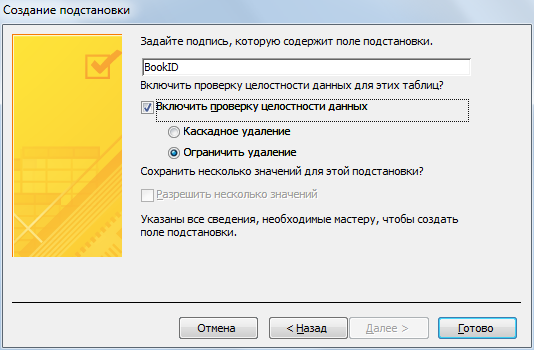 Создание подстановки
Задайте подпись, которую содержит поле подстановки.
BookID
Включить проверку целостности данных для этих таблиц?
Включить проверку целостности данных
Каскадное удаление
Ограничить удаление
Сохранить несколько значений для этой подстановки?
Разрешить несколько значений
Указаны все сведения, необходимые мастеру, чтобы создать
поле подстановки.
Отмена < Назад Далее > Готово